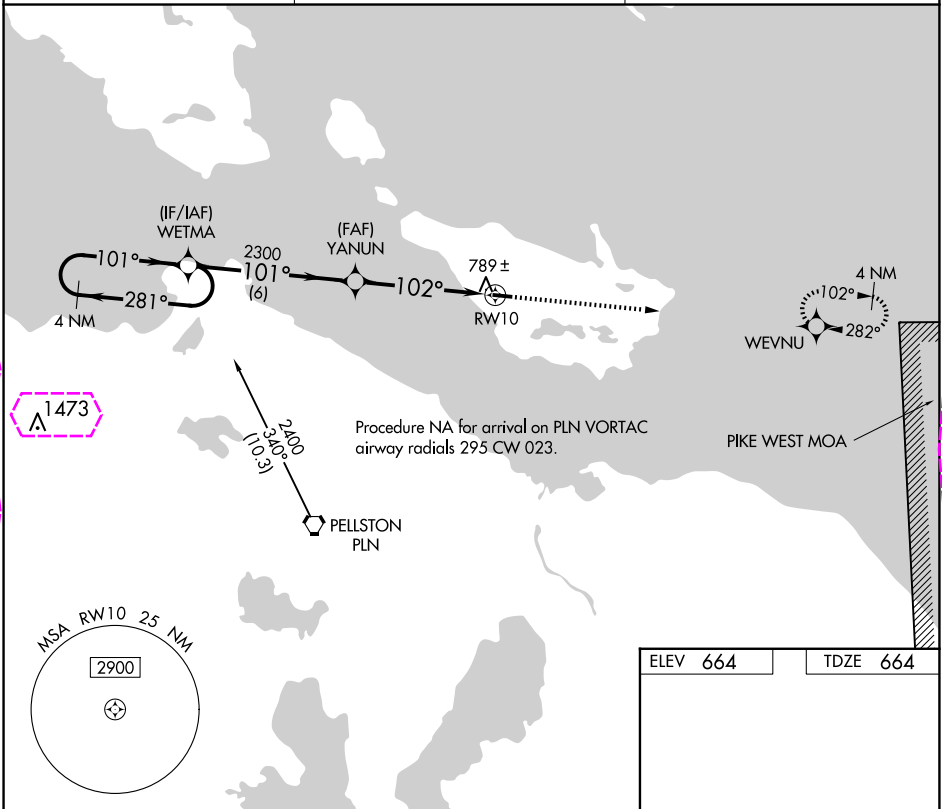 (IF/IAF)
WETMA
(FAF)
YANUN
101°
281°
4 NM
2300
101°
(6)
102°
789 ±
RW10
4 NM
102°
282°
WEVNU
1473
2400
340°
(10.3)
Procedure NA for arrival on PLN VORTAC
airway radials 295 CW 023.
PIKE WEST MOA
PELLSTON
PLN
MSA RW10 25 NM
2900
ELEV 664
TDZE 664